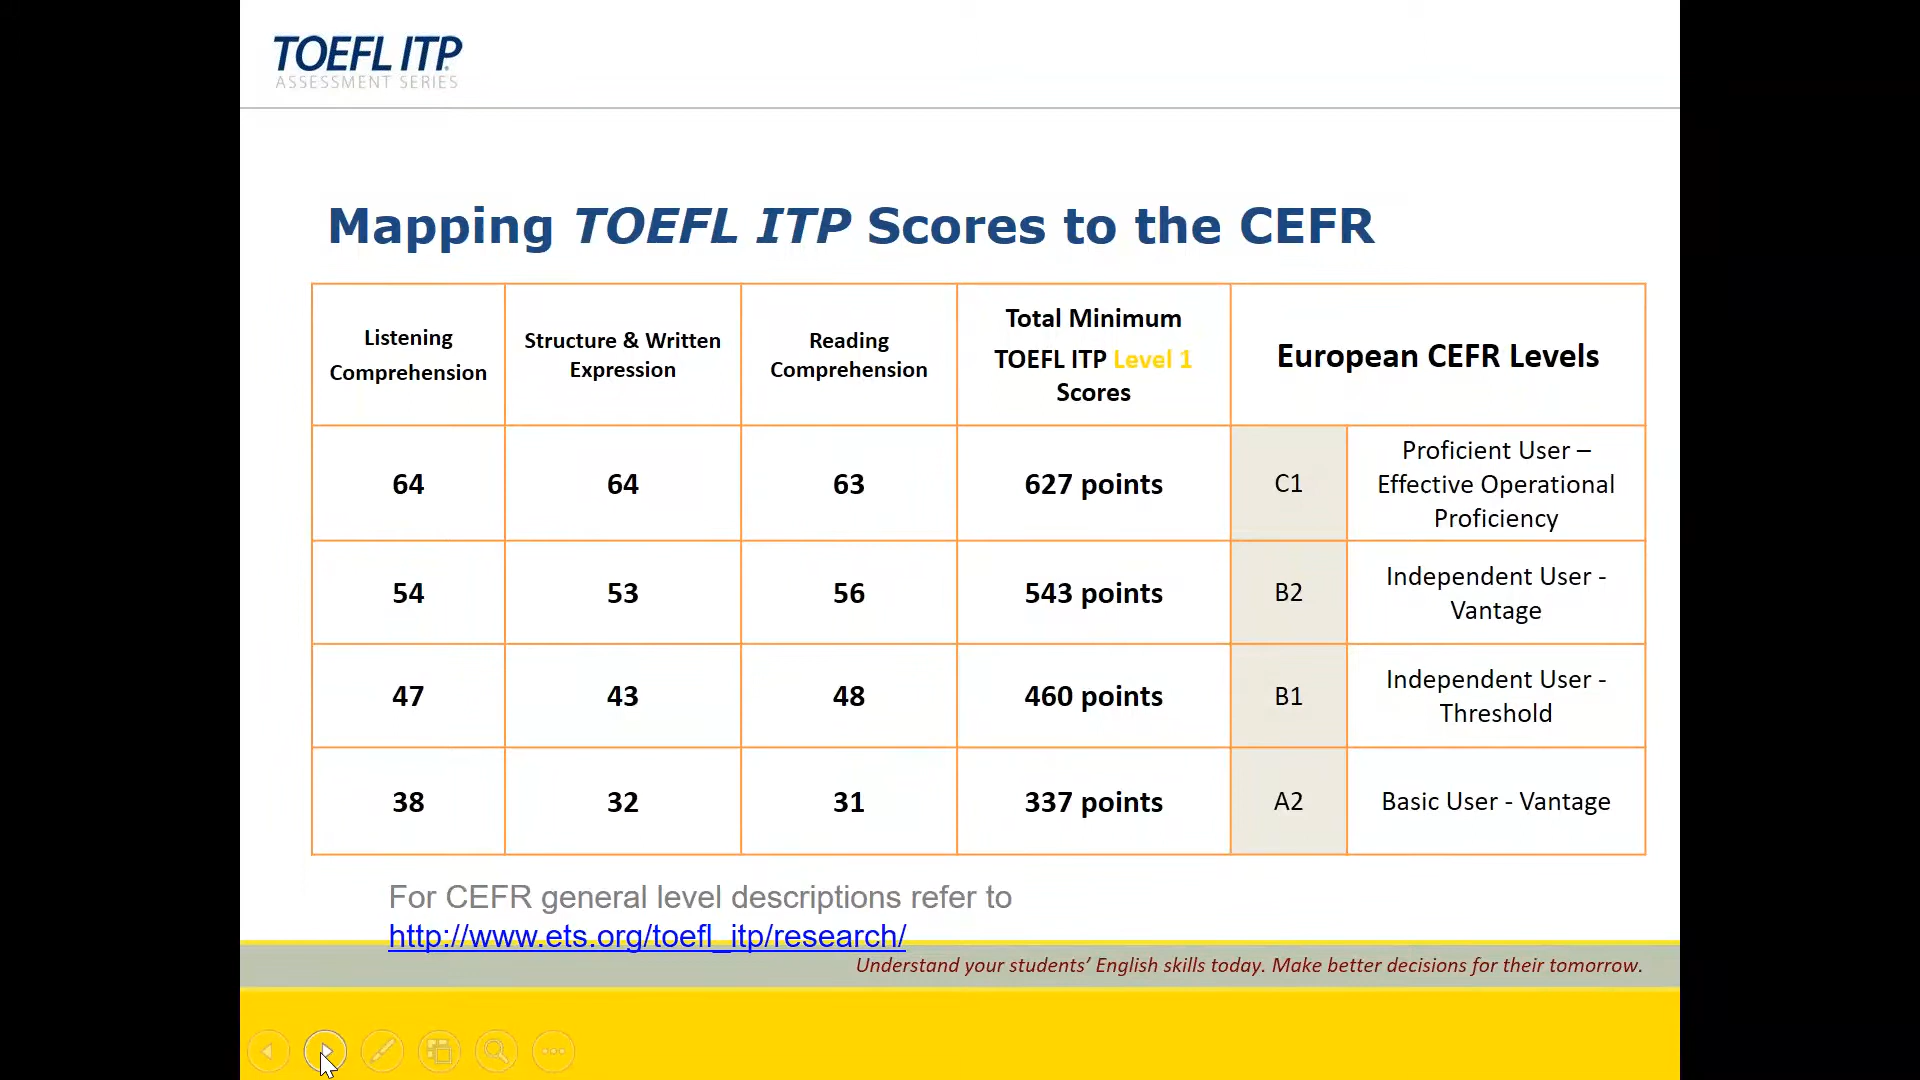 TOEFL ITP®
ASSESSMENT SERIES
Mapping TOEFL ITP Scores to the CEFR
Listening
Comprehension
Structure & Written
Expression
Reading
Comprehension
Total Minimum
TOEFL ITP Level 1
Scores
European CEFR Levels
64
64
63
627 points
C1
Proficient User –
Effective Operational
Proficiency
54
53
56
543 points
B2
Independent User -
Vantage
47
43
48
460 points
B1
Independent User -
Threshold
38
32
31
337 points
A2
Basic User - Vantage
For CEFR general level descriptions refer to
http://www.ets.org/toefl_itp/research/
Understand your students’ English skills today. Make better decisions for their tomorrow.